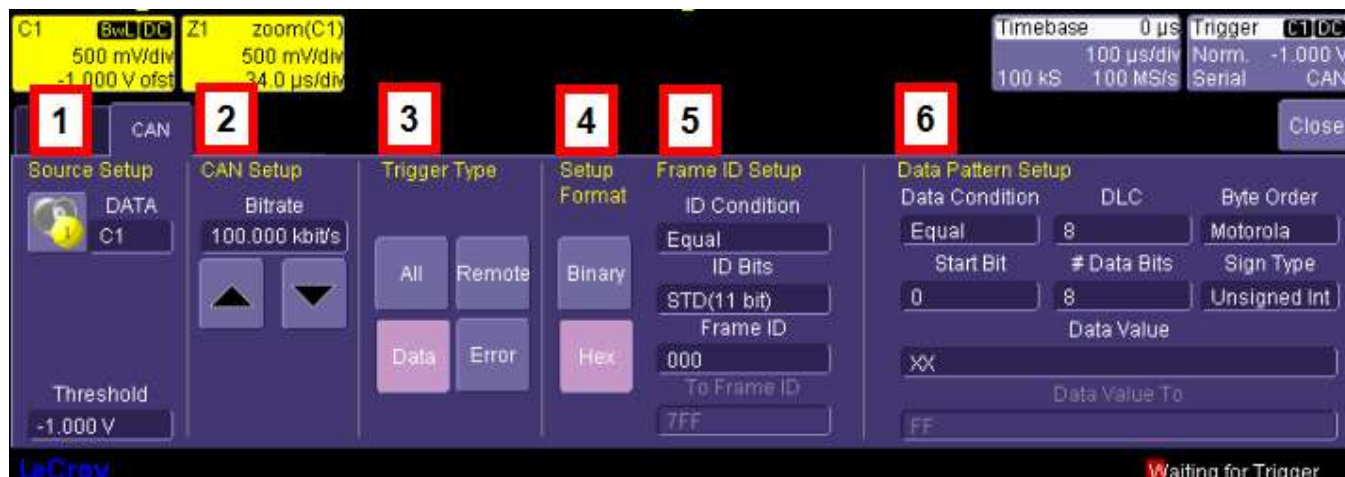 C1 BwL DC
500 mV/div
-1.000 V ofst
Z1 zoom(C1)
500 mV/div
34.0 µs/div
Timebase 0 µs
100 µs/div
100 kS 100 MS/s
Trigger C1 DC
Norm. -1.000 V
Serial CAN
1
CAN
2
3
4
5
6
Close
Source Setup
DATA
1
C1
Threshold
-1.000 V
CAN Setup
Bitrate
100.000 kbit/s
Trigger Type
All Remote
Data Error
Setup
Format
Binary
Hex
Frame ID Setup
ID Condition
Equal
ID Bits
STD(11 bit)
Frame ID
000
To Frame ID
7FF
Data Pattern Setup
Data Condition DLC Byte Order
Equal 8 Motorola
Start Bit # Data Bits Sign Type
0 8 Unsigned Int
Data Value
XX
Data Value To
FF
LeCroy
Waiting for Trigger